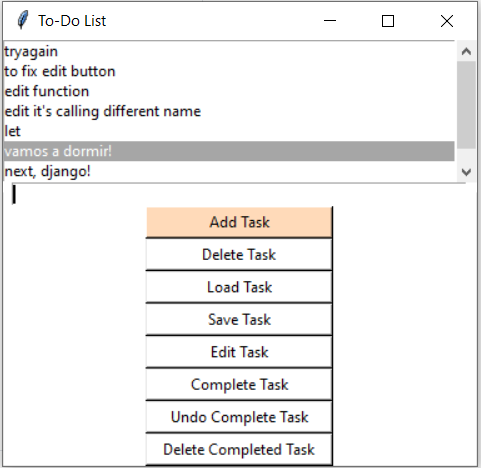 To-Do List
tryagain
to fix edit button
edit function
edit it's calling different name
let
vamos a dormir!
next, django!
Add Task
Delete Task
Load Task
Save Task
Edit Task
Complete Task
Undo Complete Task
Delete Completed Task